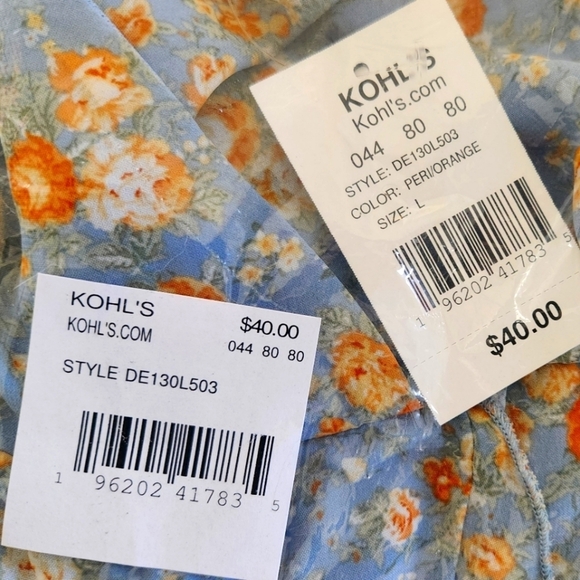 KOHL'S
Kohl's.com
044 80 80
STYLE: DE130L503
COLOR: PERI/ORANGE
SIZE: L
1 96202 41783 5
$40.00
KOHL'S
KOHLS.COM
$40.00
044 80 80
STYLE DE130L503
1 96202 41783 5